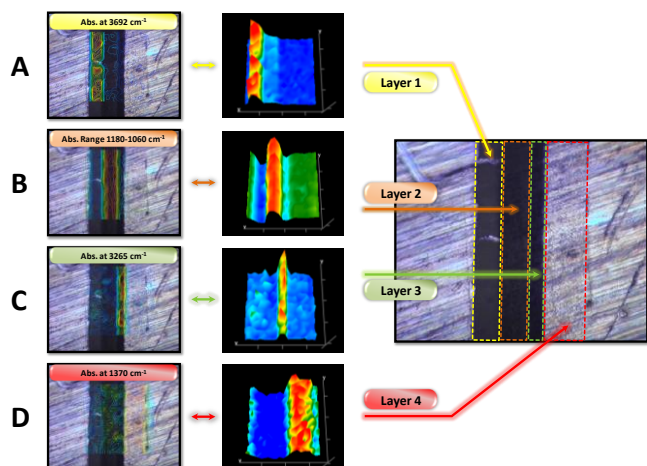 A
Abs. at 3692 cm-1
Layer 1
B
Abs. Range 1180-1060 cm-1
Layer 2
C
Abs. at 3265 cm-1
Layer 3
D
Abs. at 1370 cm-1
Layer 4